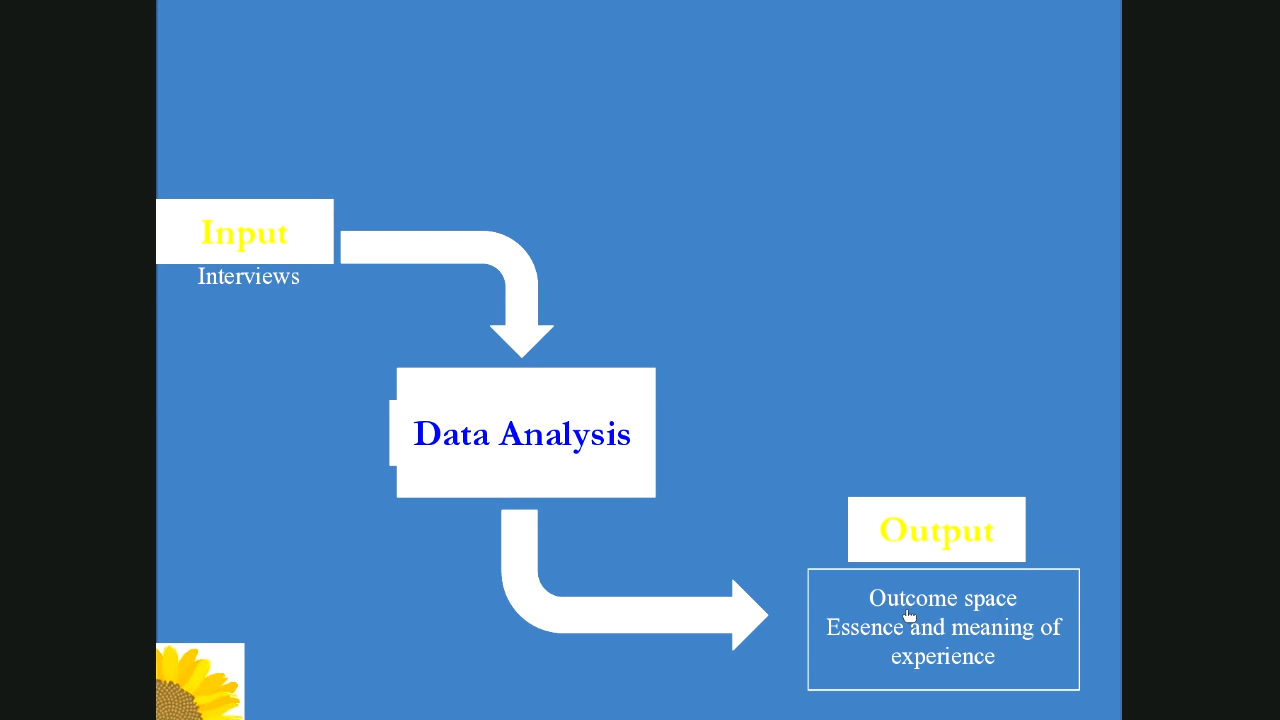 Input
Interviews
Data Analysis
Output
Outcome space
Essence and meaning of
experience